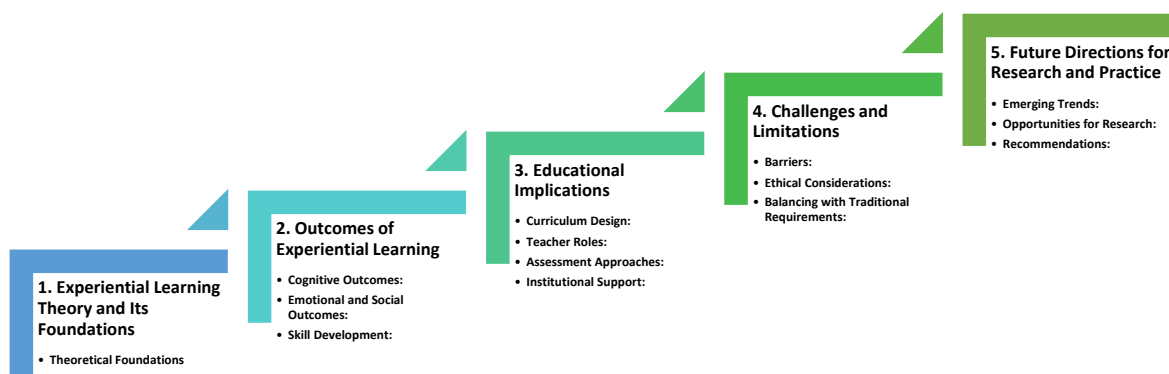 1. Experiential Learning
Theory and Its
Foundations
• Theoretical Foundations
2. Outcomes of
Experiential Learning
• Cognitive Outcomes:
• Emotional and Social
Outcomes:
• Skill Development:
3. Educational
Implications
• Curriculum Design:
• Teacher Roles:
• Assessment Approaches:
• Institutional Support:
4. Challenges and
Limitations
• Barriers:
• Ethical Considerations:
• Balancing with Traditional
Requirements:
5. Future Directions for
Research and Practice
• Emerging Trends:
• Opportunities for Research:
• Recommendations: